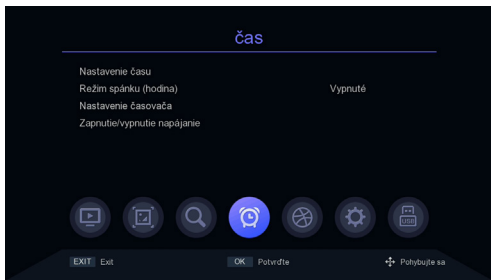 čas
Nastavenie času
Režim spánku (hodina) Vypnuté
Nastavenie časovača
Zapnutie/vypnutie napájanie
USB
EXIT Exit OK Potvrďte Pohybujte sa